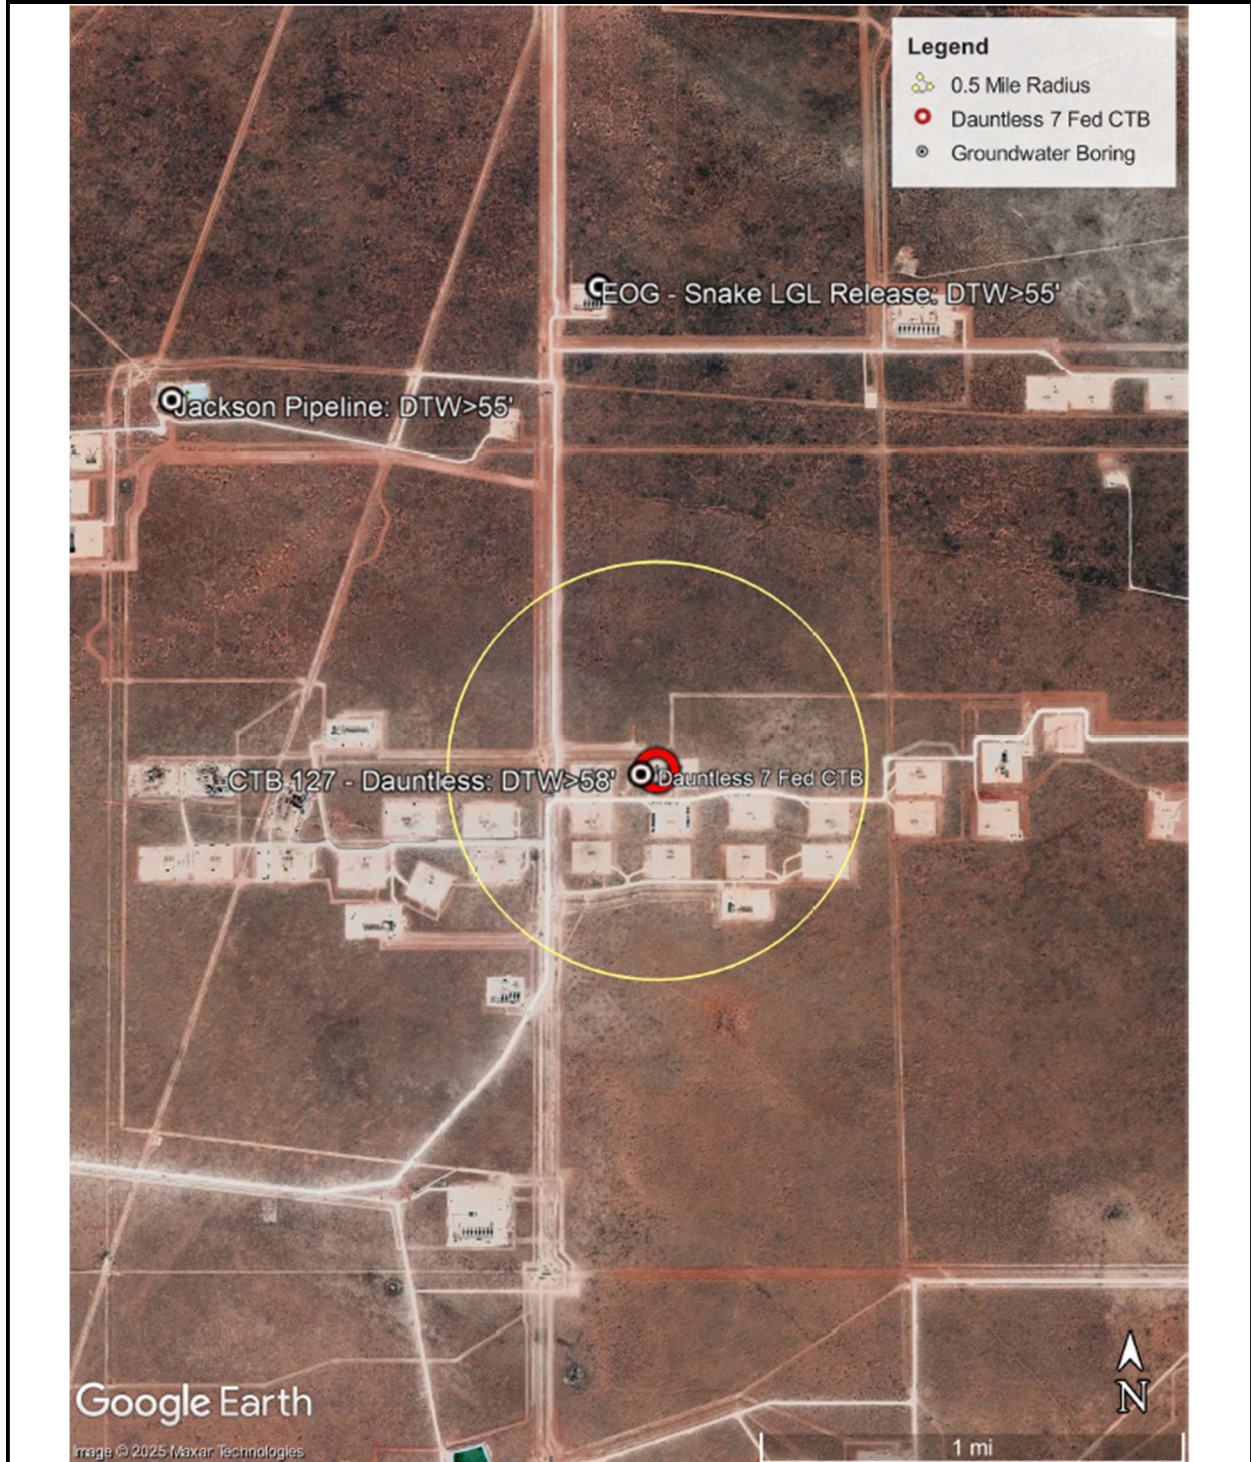 Legend
0.5 Mile Radius
Dauntless 7 Fed CTB
Groundwater Boring
EOG - Snake LGL Release: DTW>55'
Jackson Pipeline: DTW>55'
CTB 127 - Dauntless: DTW>58'
Dauntless 7 Fed CTB
N
Google Earth
Image © 2025 Maxar Technologies
1 mi